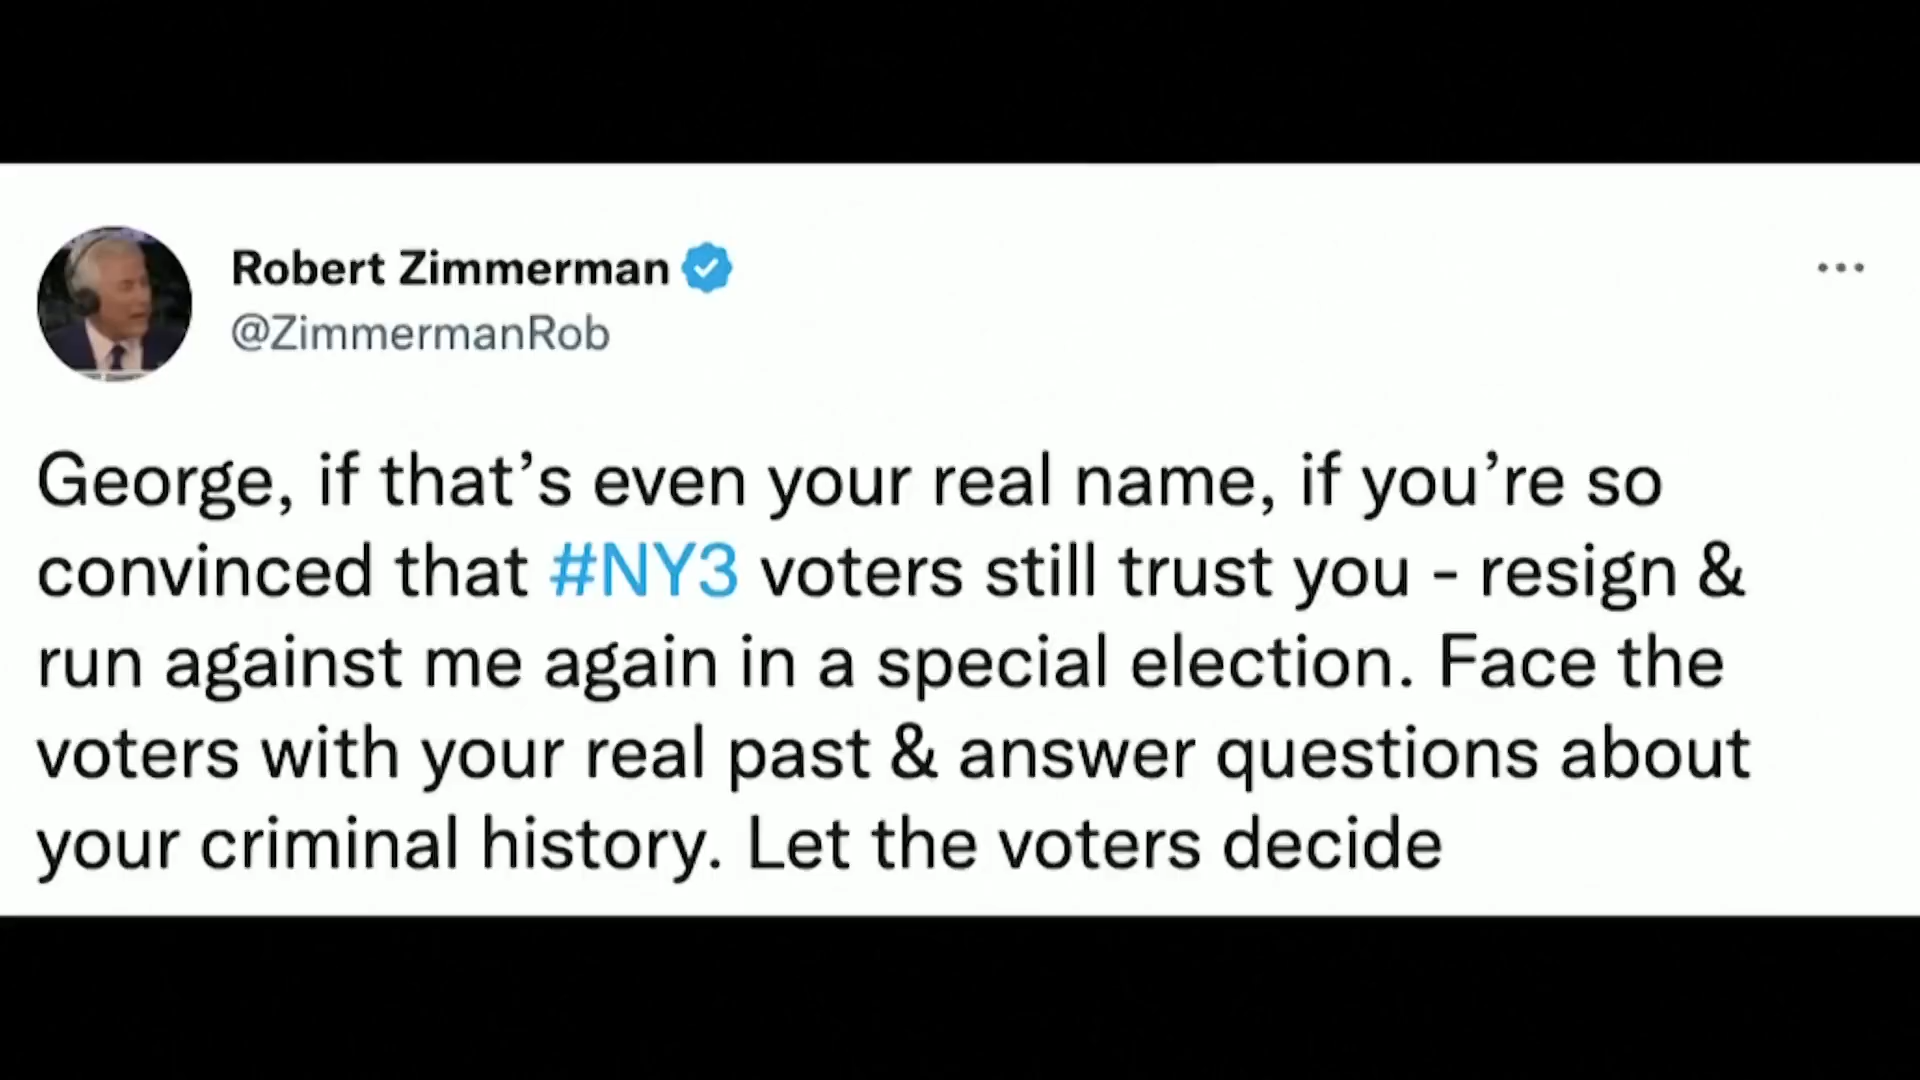 Robert Zimmerman
@ZimmermanRob
George, if that’s even your real name, if you’re so
convinced that #NY3 voters still trust you - resign &
run against me again in a special election. Face the
voters with your real past & answer questions about
your criminal history. Let the voters decide